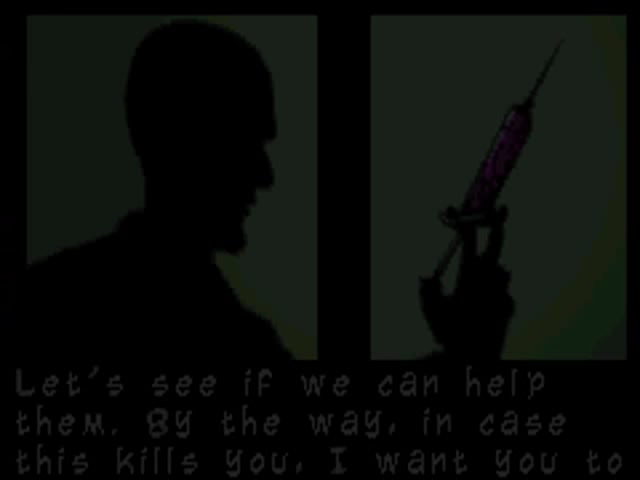 Let's see if we can help
them. By the way, in case
this kills you, I want you to